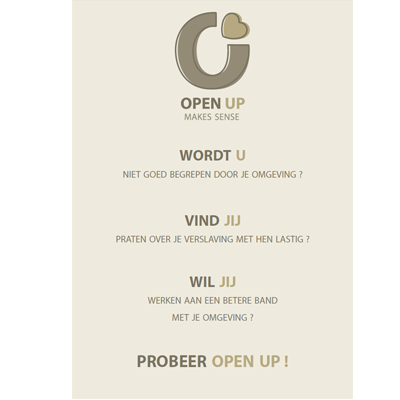 OPEN UP
MAKES SENSE
WORDT U
NIET GOED BEGREPEN DOOR JE OMGEVING ?
VIND JIJ
PRATEN OVER JE VERSLAVING MET HEN LASTIG ?
WIL JIJ
WERKEN AAN EEN BETERE BAND
MET JE OMGEVING ?
PROBEER OPEN UP !